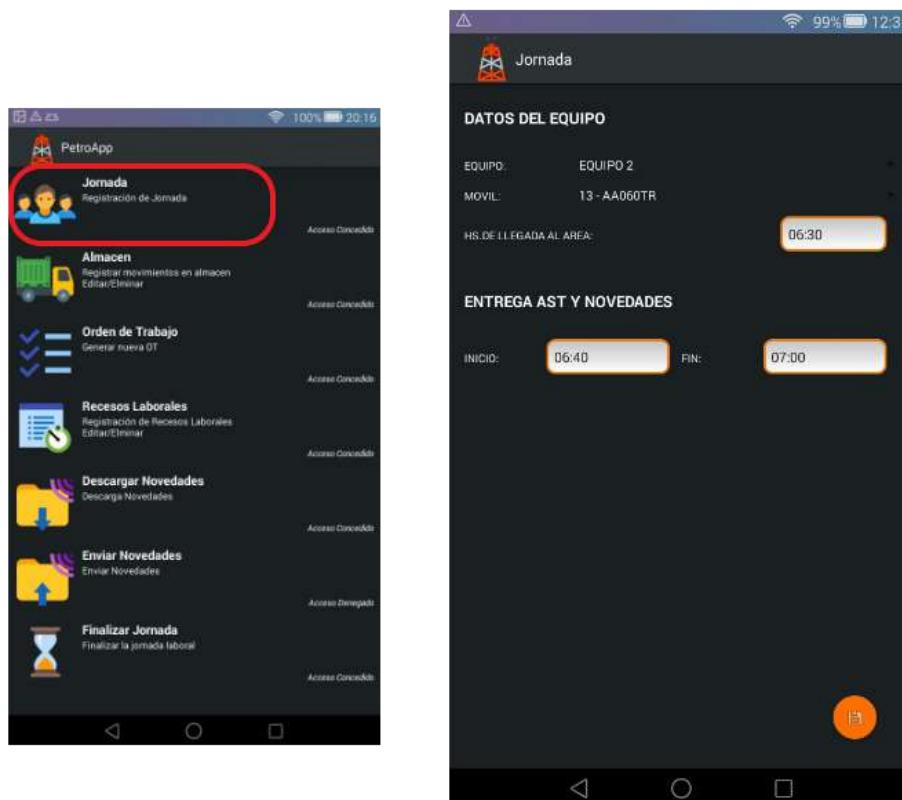 100% 20:16
PetroApp
Jornada
Registración de Jornada
Acceso Concedido
Almacen
Registrar movimientos en almacen
Editar/Elminar
Acceso Concedido
Orden de Trabajo
Generar nueva OT
Acceso Concedido
Recesos Laborales
Registración de Recesos Laborales
Editar/Elminar
Acceso Concedido
Descargar Novedades
Descarga Novedades
Acceso Concedido
Enviar Novedades
Enviar Novedades
Acceso Denegado
Finalizar Jornada
Finalizar la jornada laboral
Acceso Concedido
99% 12:3
Jornada
DATOS DEL EQUIPO
EQUIPO: EQUIPO 2
MOVIL: 13 - AA060TR
HS.DE LLEGADA AL AREA: 06:30
ENTREGA AST Y NOVEDADES
INICIO: 06:40 FIN: 07:00